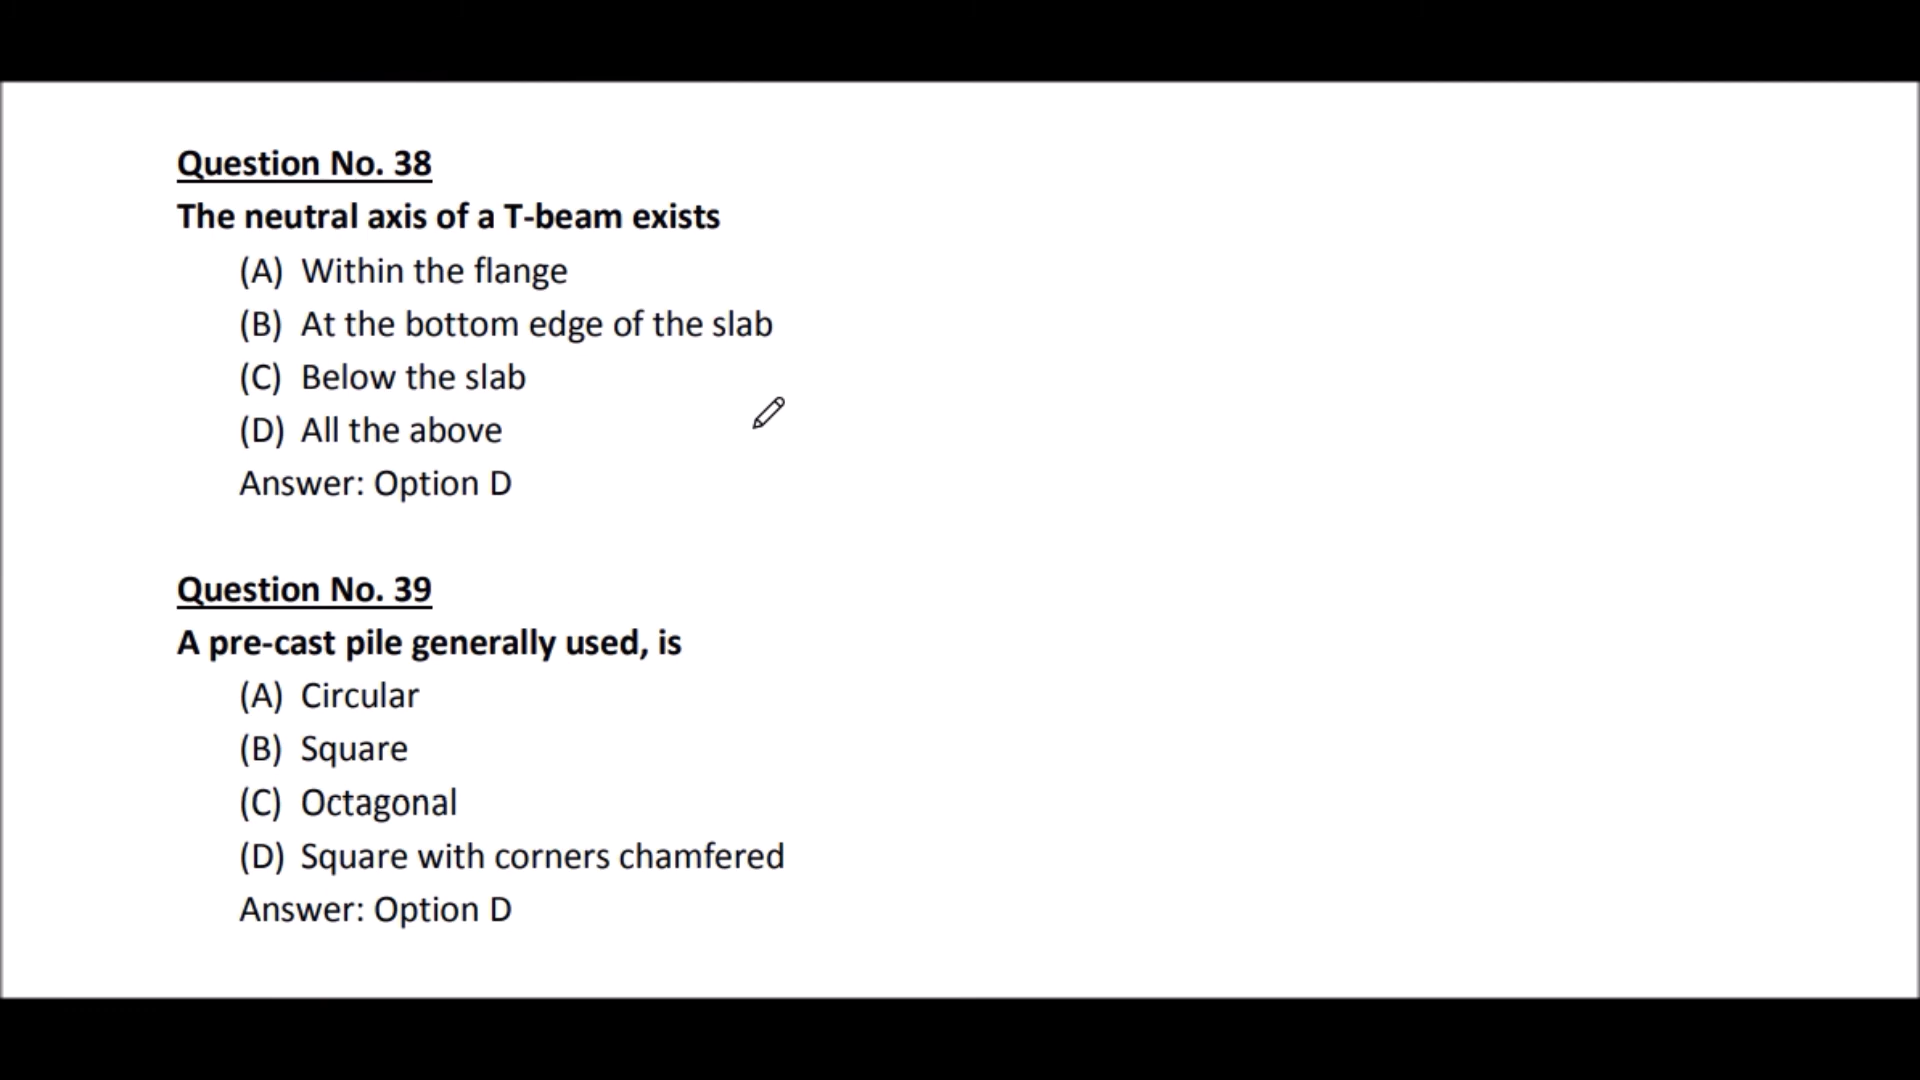 Question No. 38
The neutral axis of a T-beam exists
(A) Within the flange
(B) At the bottom edge of the slab
(C) Below the slab
(D) All the above
Answer: Option D
Question No. 39
A pre-cast pile generally used, is
(A) Circular
(B) Square
(C) Octagonal
(D) Square with corners chamfered
Answer: Option D